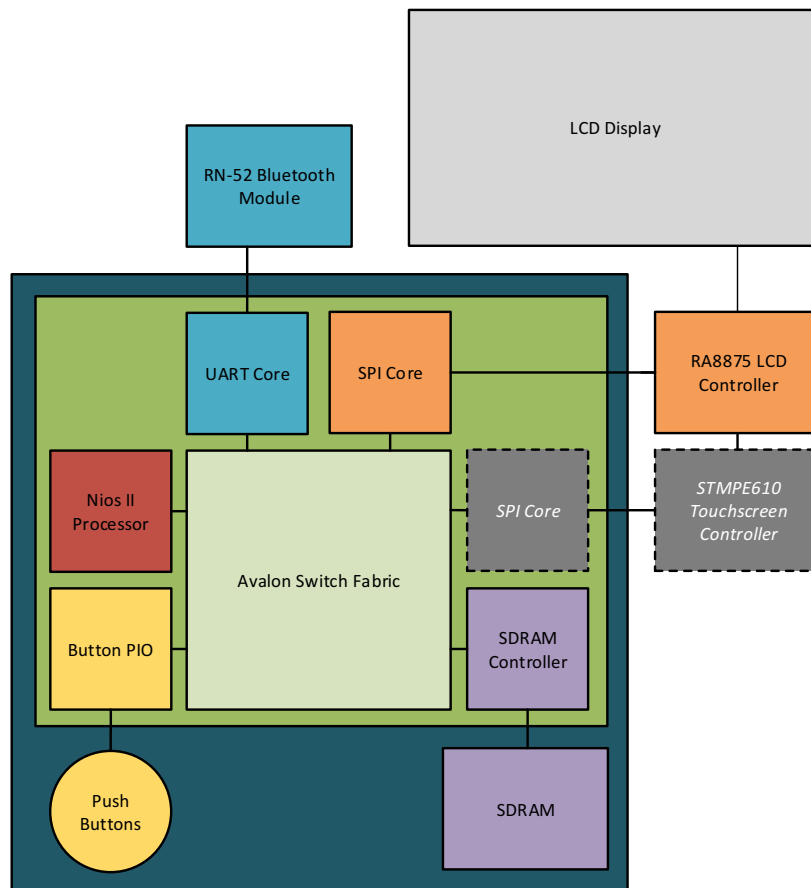 LCD Display
RN-52 Bluetooth
Module
UART Core
SPI Core
RA8875 LCD
Controller
Nios II
Processor
SPI Core
STMPE610
Touchscreen
Controller
Avalon Switch Fabric
Button PIO
SDRAM
Controller
Push
Buttons
SDRAM